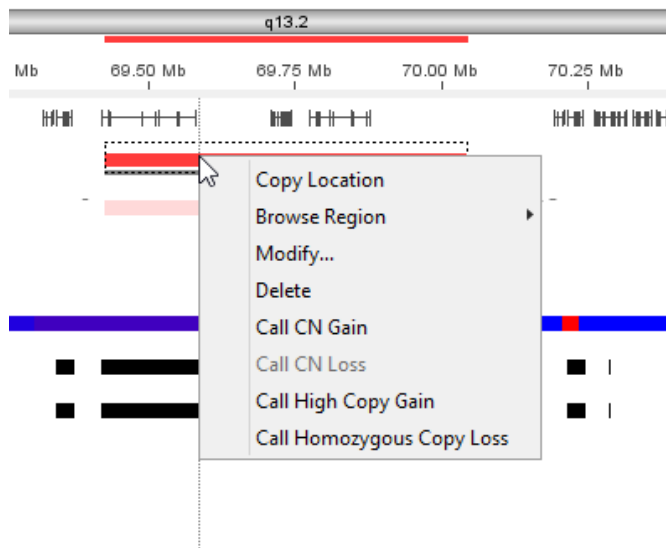 q13.2
Mb 69.50 Mb 69.75 Mb 70.00 Mb 70.25 Mb
Copy Location
Browse Region
Modify...
Delete
Call CN Gain
Call CN Loss
Call High Copy Gain
Call Homozygous Copy Loss